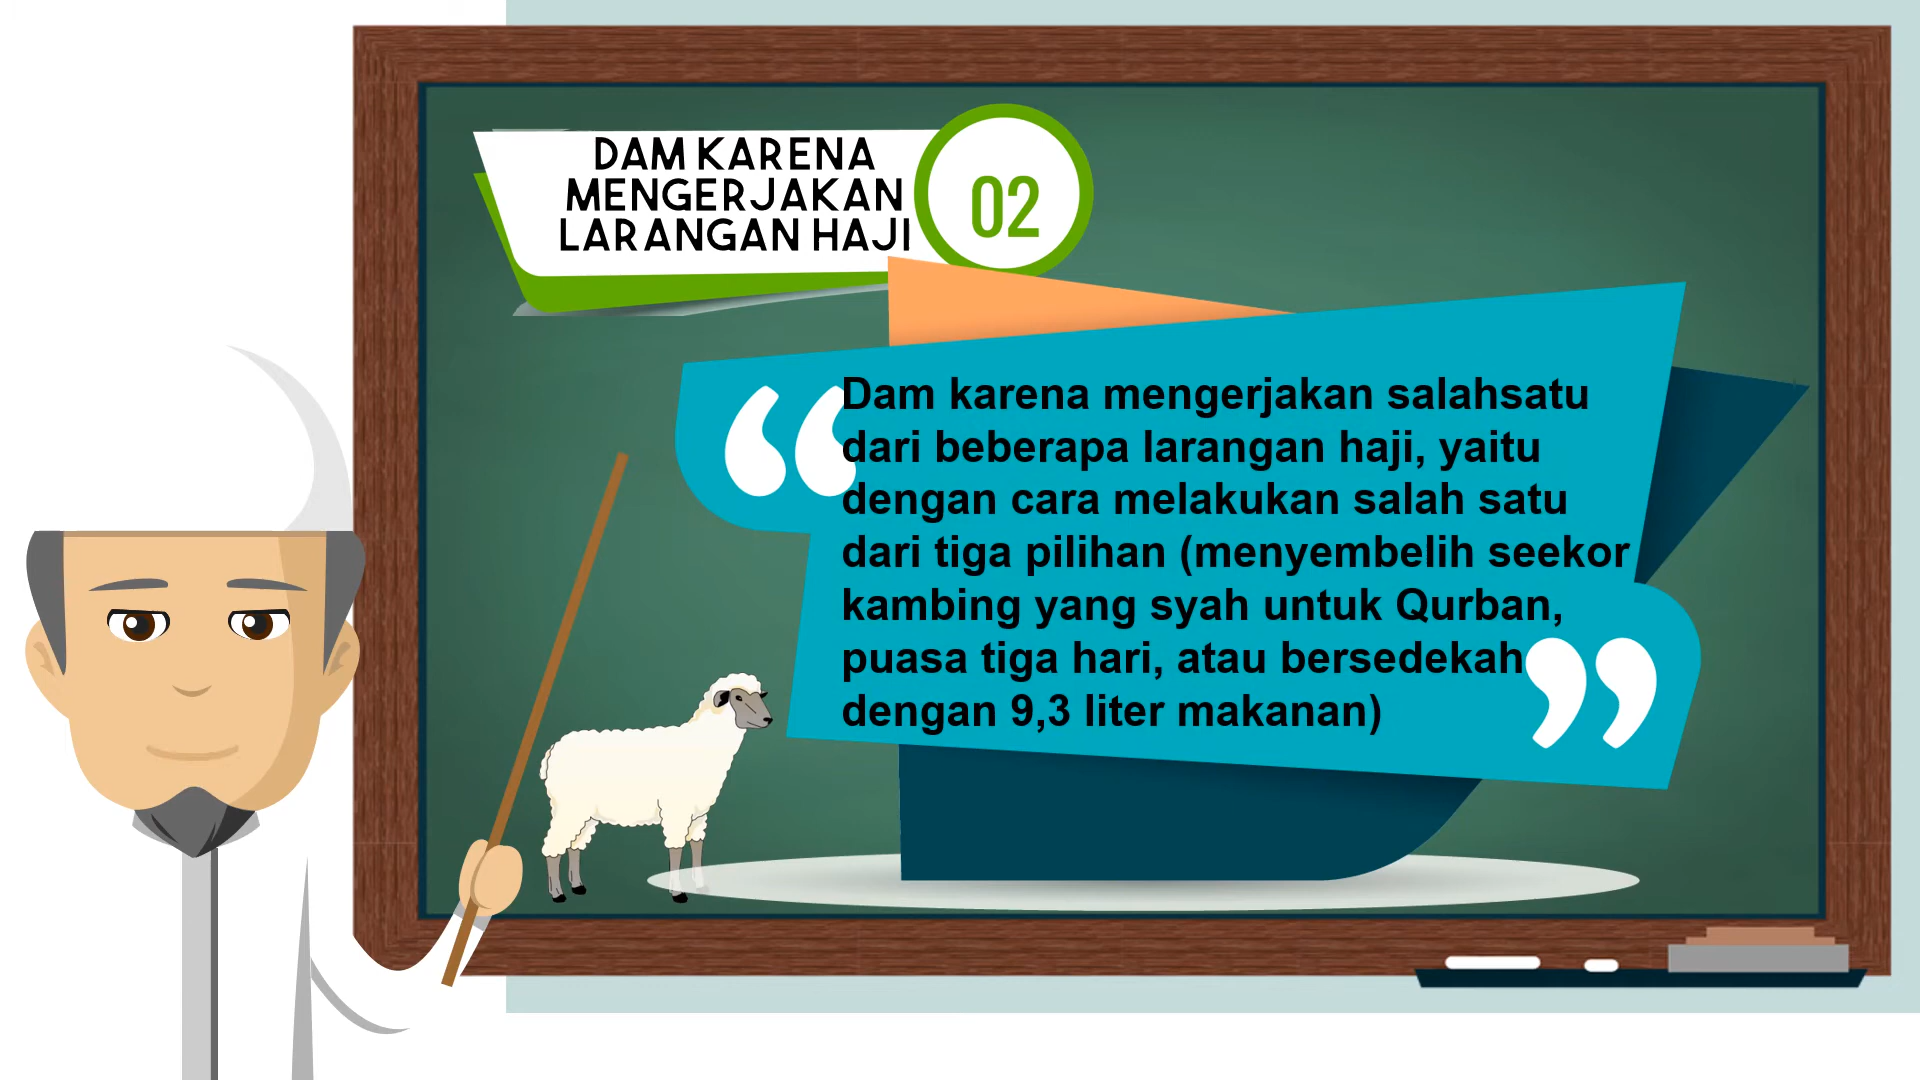 DAM KARENA
MENGERJAKAN
LARANGAN HAJI
02
Dam karena mengerjakan salahsatu
dari beberapa larangan haji, yaitu
dengan cara melakukan salah satu
dari tiga pilihan (menyembelih seekor
kambing yang syah untuk Qurban,
puasa tiga hari, atau bersedekah
dengan 9,3 liter makanan)